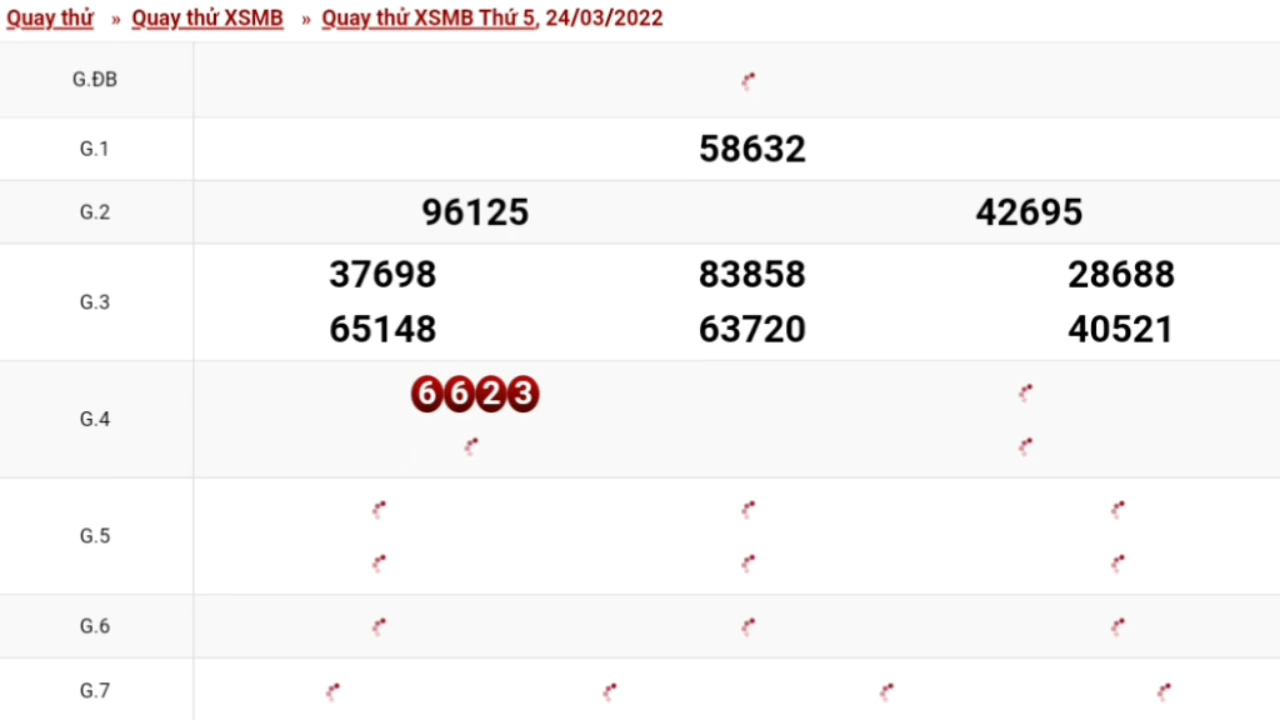 Quay thử » Quay thử XSMB » Quay thử XSMB Thứ 5, 24/03/2022
G.ĐB
G.1 58632
G.2 96125 42695
G.3 37698 83858 28688
65148 63720 40521
G.4 6623
G.5
G.6
G.7